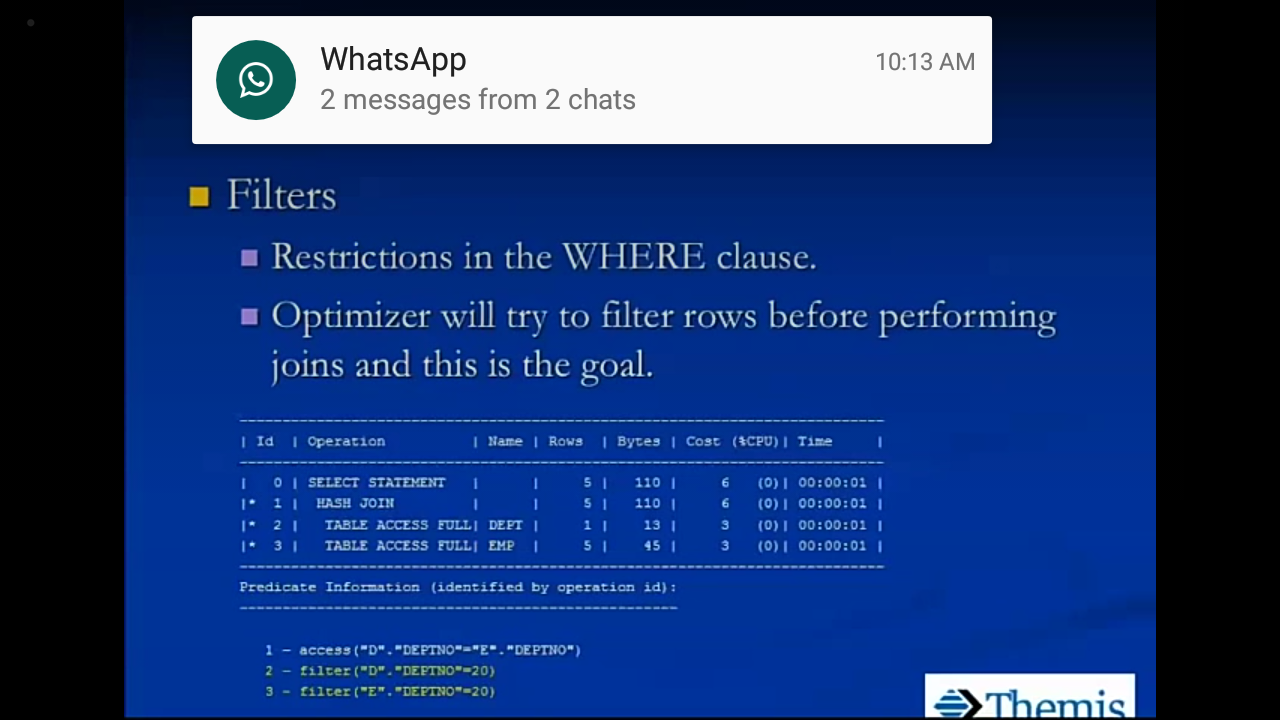 WhatsApp
10:13 AM
2 messages from 2 chats
Filters
Restrictions in the WHERE clause.
Optimizer will try to filter rows before performing
joins and this is the goal.
| Id | Operation | Name | Rows | Bytes | Cost (%CPU)| Time |
| 0 | SELECT STATEMENT | | 5 | 110 | 6 (0)| 00:00:01 |
|* 1 | HASH JOIN | | 5 | 110 | 6 (0)| 00:00:01 |
|* 2 | TABLE ACCESS FULL| DEPT | 1 | 13 | 3 (0)| 00:00:01 |
|* 3 | TABLE ACCESS FULL| EMP | 5 | 45 | 3 (0)| 00:00:01 |
Predicate Information (identified by operation id):
1 - access("D"."DEPTNO"="E"."DEPTNO")
2 - filter("D"."DEPTNO"=20)
3 - filter("E"."DEPTNO"=20)
Themis